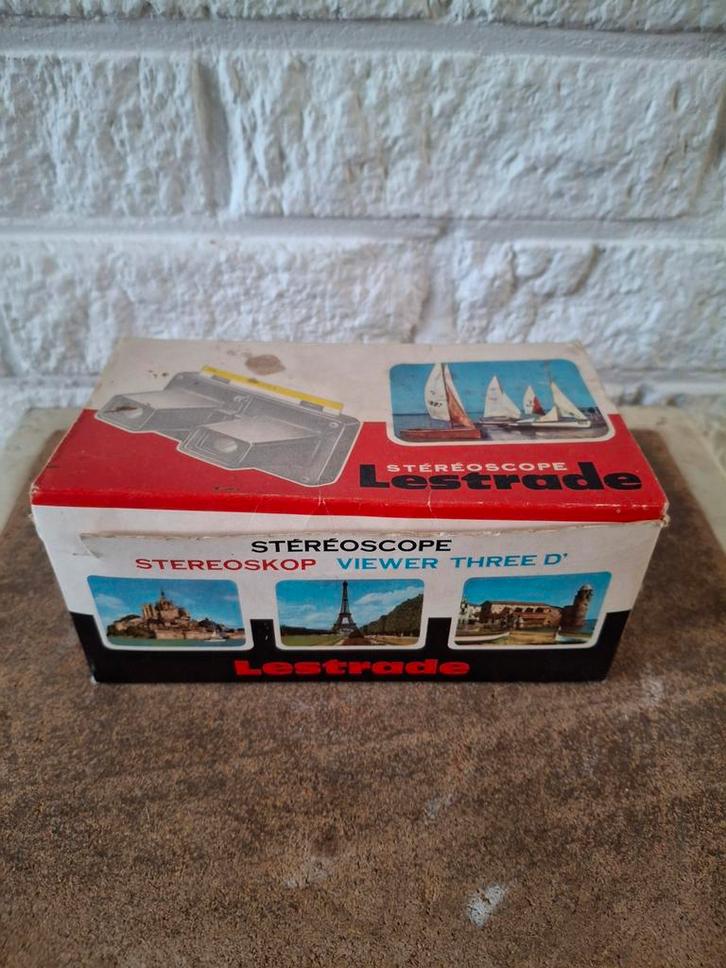 STÉRÉOSCOPE
Lestrade
STÉRÉOSCOPE
STEREOSKOP VIEWER THREE D'
Lestrade